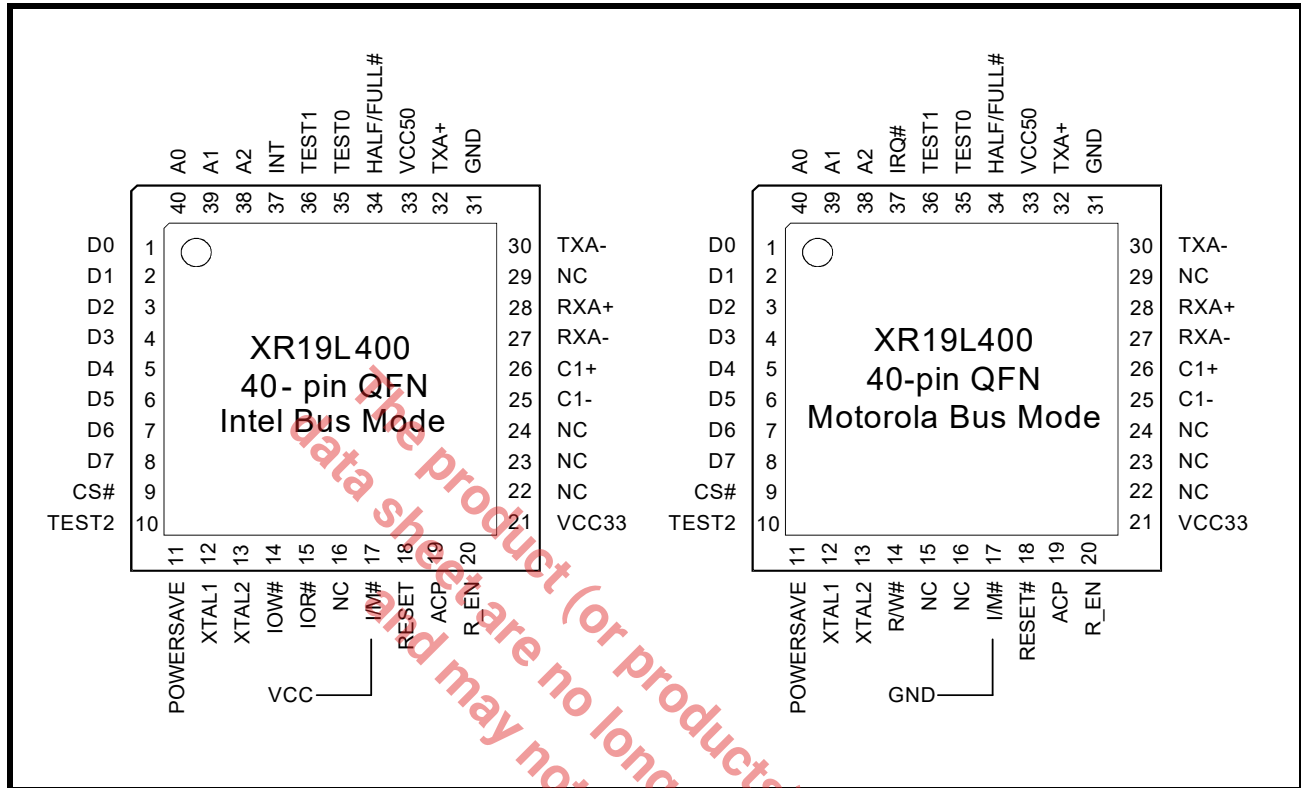 A0 A1 A2 INT TEST1 TEST0 HALF/FULL# VCC50 TXA+ GND
40 39 38 37 36 35 34 33 32 31
D0 1
D1 2
D2 3
D3 4
D4 5
D5 6
D6 7
D7 8
CS# 9
TEST2 10
XR19L400
40- pin QFN
Intel Bus Mode
30 TXA-
29 NC
28 RXA+
27 RXA-
26 C1+
25 C1-
24 NC
23 NC
22 NC
21 VCC33
11 12 13 14 15 16 17 18 19 20
POWERSAVE XTAL1 XTAL2 IOW# IOR# NC I/M# RESET ACP R_EN
VCC
A0 A1 A2 IRQ# TEST1 TEST0 HALF/FULL# VCC50 TXA+ GND
40 39 38 37 36 35 34 33 32 31
D0 1
D1 2
D2 3
D3 4
D4 5
D5 6
D6 7
D7 8
CS# 9
TEST2 10
XR19L400
40-pin QFN
Motorola Bus Mode
30 TXA-
29 NC
28 RXA+
27 RXA-
26 C1+
25 C1-
24 NC
23 NC
22 NC
21 VCC33
11 12 13 14 15 16 17 18 19 20
POWERSAVE XTAL1 XTAL2 R/W# NC NC I/M# RESET# ACP R_EN
GND
The product (or products)
data sheet are no long
and may not